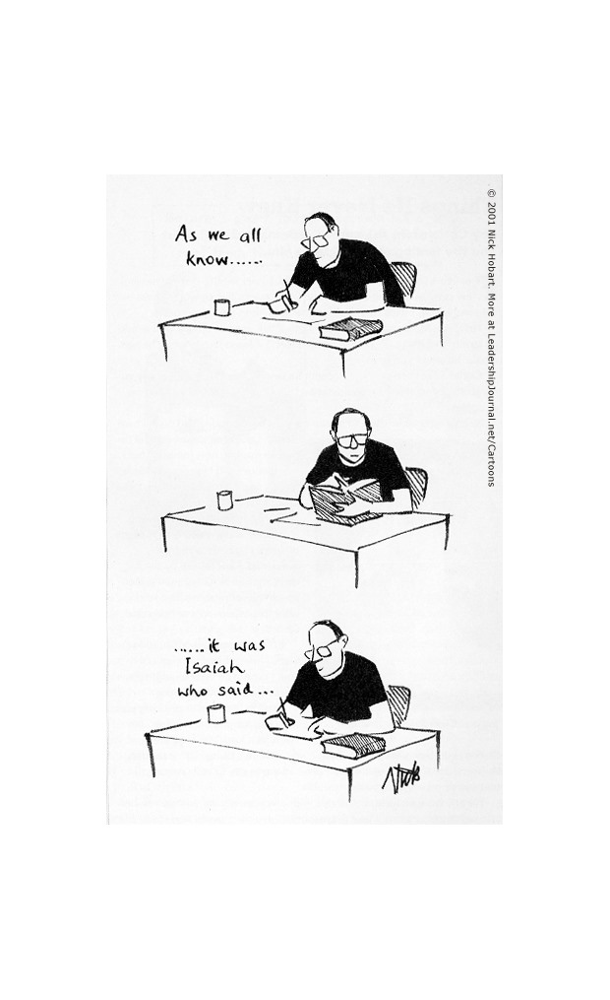 As we all
know......
© 2001 Nick Hobart. More at LeadershipJournal.net/Cartoons
......it was
Isaiah
who said...